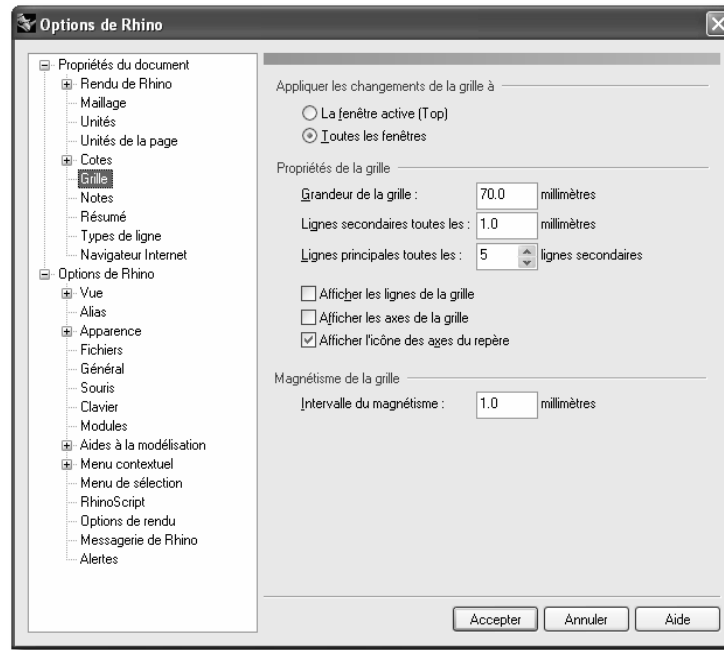 Options de Rhino
Propriétés du document
Rendu de Rhino
Maillage
Unités
Unités de la page
Cotes
Grille
Notes
Résumé
Types de ligne
Navigateur Internet
Options de Rhino
Vue
Alias
Apparence
Fichiers
Général
Souris
Clavier
Modules
Aides à la modélisation
Menu contextuel
Menu de sélection
RhinoScript
Options de rendu
Messagerie de Rhino
Alertes
Appliquer les changements de la grille à
La fenêtre active (Top)
Toutes les fenêtres
Propriétés de la grille
Grandeur de la grille : 70.0 millimètres
Lignes secondaires toutes les : 1.0 millimètres
Lignes principales toutes les : 5 lignes secondaires
Afficher les lignes de la grille
Afficher les axes de la grille
Afficher l'icône des axes du repère
Magnétisme de la grille
Intervalle du magnétisme : 1.0 millimètres
Accepter Annuler Aide